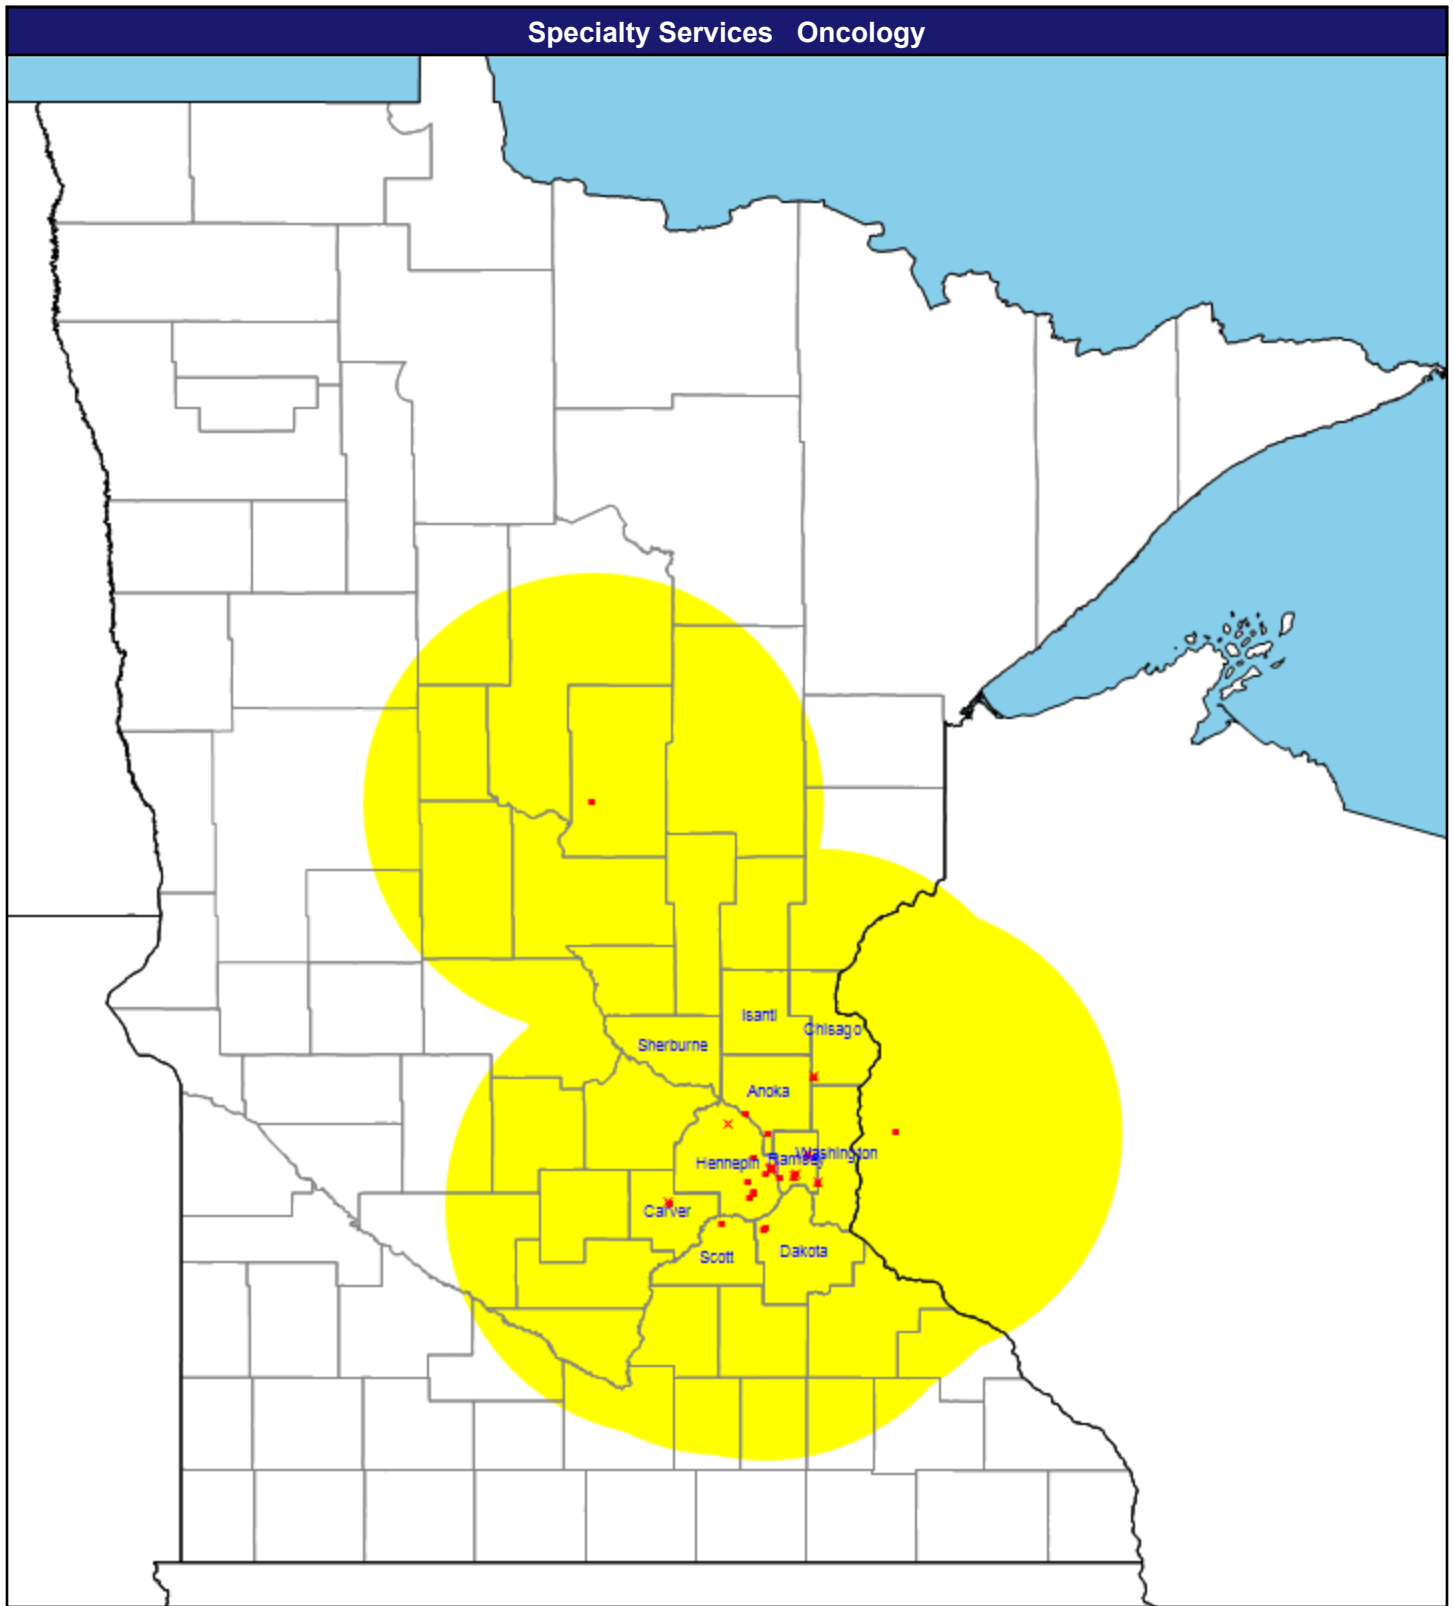 Specialty Services Oncology
Isanti
Chisago
Sherburne
Anoka
Washington
Hennepin
Ramsey
Carver
Scott
Dakota